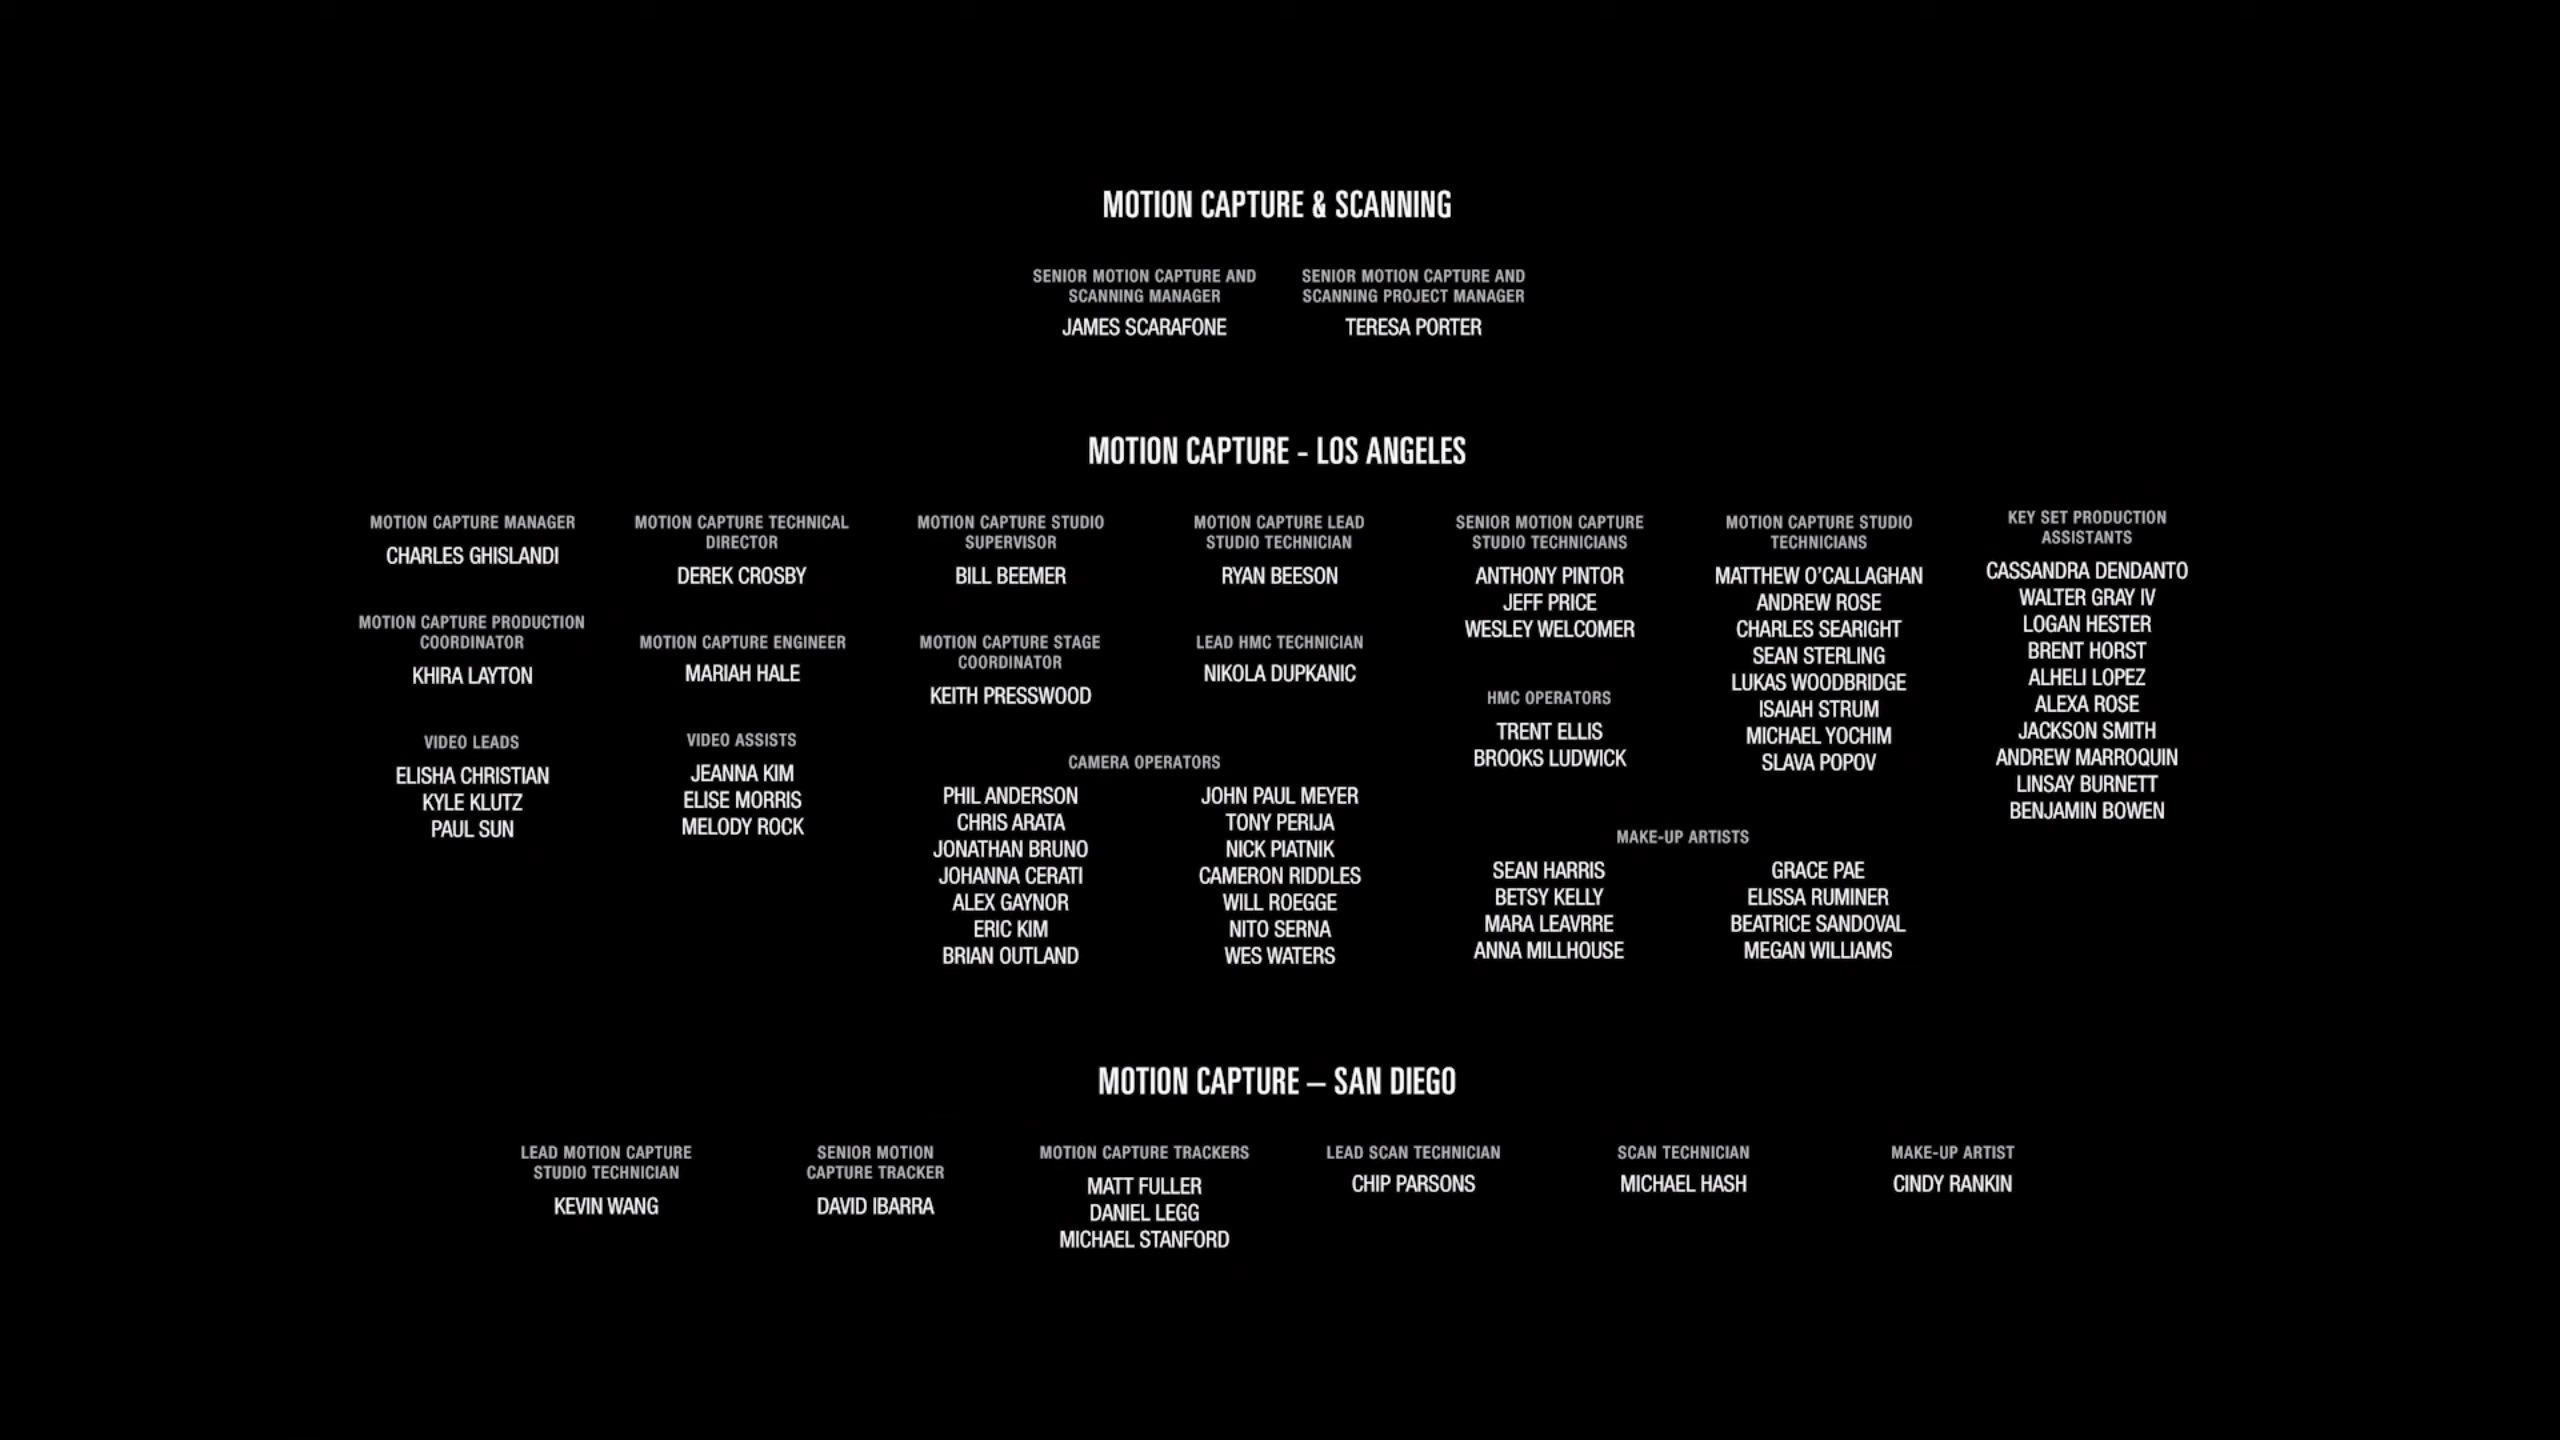 MOTION CAPTURE & SCANNING
SENIOR MOTION CAPTURE AND
SCANNING MANAGER
JAMES SCARAFONE
SENIOR MOTION CAPTURE AND
SCANNING PROJECT MANAGER
TERESA PORTER
MOTION CAPTURE - LOS ANGELES
MOTION CAPTURE MANAGER
CHARLES GHISLANDI
MOTION CAPTURE PRODUCTION
COORDINATOR
KHIRA LAYTON
VIDEO LEADS
ELISHA CHRISTIAN
KYLE KLUTZ
PAUL SUN
MOTION CAPTURE TECHNICAL
DIRECTOR
DEREK CROSBY
MOTION CAPTURE ENGINEER
MARIAH HALE
VIDEO ASSISTS
JEANNA KIM
ELISE MORRIS
MELODY ROCK
MOTION CAPTURE STUDIO
SUPERVISOR
BILL BEEMER
MOTION CAPTURE STAGE
COORDINATOR
KEITH PRESSWOOD
MOTION CAPTURE LEAD
STUDIO TECHNICIAN
RYAN BEESON
LEAD HMC TECHNICIAN
NIKOLA DUPKANIC
CAMERA OPERATORS
PHIL ANDERSON
CHRIS ARATA
JONATHAN BRUNO
JOHANNA CERATI
ALEX GAYNOR
ERIC KIM
BRIAN OUTLAND
JOHN PAUL MEYER
TONY PERIJA
NICK PIATNIK
CAMERON RIDDLES
WILL ROEGGE
NITO SERNA
WES WATERS
SENIOR MOTION CAPTURE
STUDIO TECHNICIANS
ANTHONY PINTOR
JEFF PRICE
WESLEY WELCOMER
HMC OPERATORS
TRENT ELLIS
BROOKS LUDWICK
MOTION CAPTURE STUDIO
TECHNICIANS
MATTHEW O’CALLAGHAN
ANDREW ROSE
CHARLES SEARIGHT
SEAN STERLING
LUKAS WOODBRIDGE
ISAIAH STRUM
MICHAEL YOCHIM
SLAVA POPOV
MAKE-UP ARTISTS
SEAN HARRIS
BETSY KELLY
MARA LEAVRRE
ANNA MILLHOUSE
GRACE PAE
ELISSA RUMINER
BEATRICE SANDOVAL
MEGAN WILLIAMS
KEY SET PRODUCTION
ASSISTANTS
CASSANDRA DENDANTO
WALTER GRAY IV
LOGAN HESTER
BRENT HORST
ALHELI LOPEZ
ALEXA ROSE
JACKSON SMITH
ANDREW MARROQUIN
LINSAY BURNETT
BENJAMIN BOWEN
MOTION CAPTURE – SAN DIEGO
LEAD MOTION CAPTURE
STUDIO TECHNICIAN
KEVIN WANG
SENIOR MOTION
CAPTURE TRACKER
DAVID IBARRA
MOTION CAPTURE TRACKERS
MATT FULLER
DANIEL LEGG
MICHAEL STANFORD
LEAD SCAN TECHNICIAN
CHIP PARSONS
SCAN TECHNICIAN
MICHAEL HASH
MAKE-UP ARTIST
CINDY RANKIN